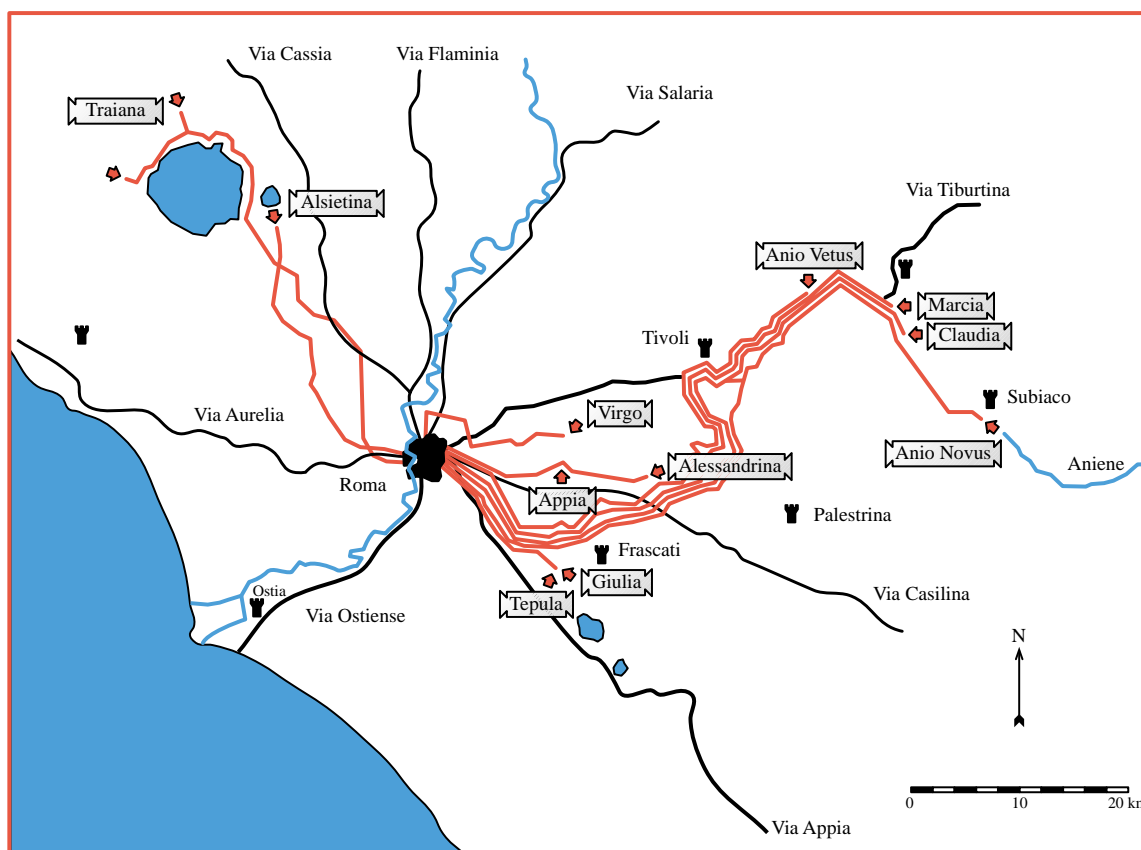 Via Cassia
Via Flaminia
Via Salaria
Traiana
Alsietina
Via Tiburtina
Anio Vetus
Marcia
Claudia
Tivoli
Subiaco
Via Aurelia
Virgo
Anio Novus
Aniene
Roma
Alessandrina
Appia
Palestrina
Frascati
Giulia
Ostia
Tepula
Via Casilina
Via Ostiense
N
0 10 20 km
Via Appia